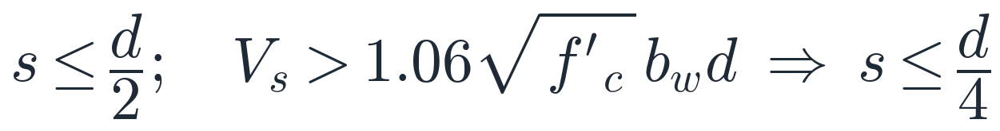 s ≤ d/2; V_s > 1.06√(f′_c) b_w d ⇒ s ≤ d/4